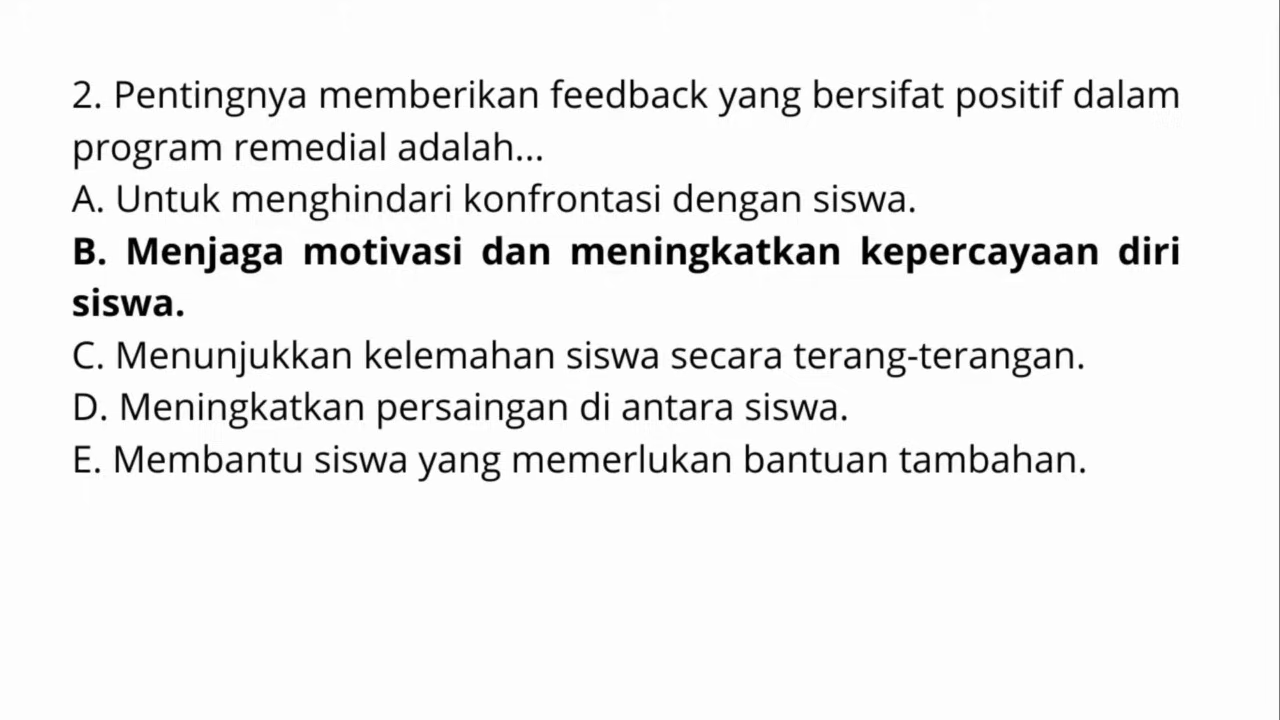 2. Pentingnya memberikan feedback yang bersifat positif dalam
program remedial adalah...
A. Untuk menghindari konfrontasi dengan siswa.
B. Menjaga motivasi dan meningkatkan kepercayaan diri
siswa.
C. Menunjukkan kelemahan siswa secara terang-terangan.
D. Meningkatkan persaingan di antara siswa.
E. Membantu siswa yang memerlukan bantuan tambahan.